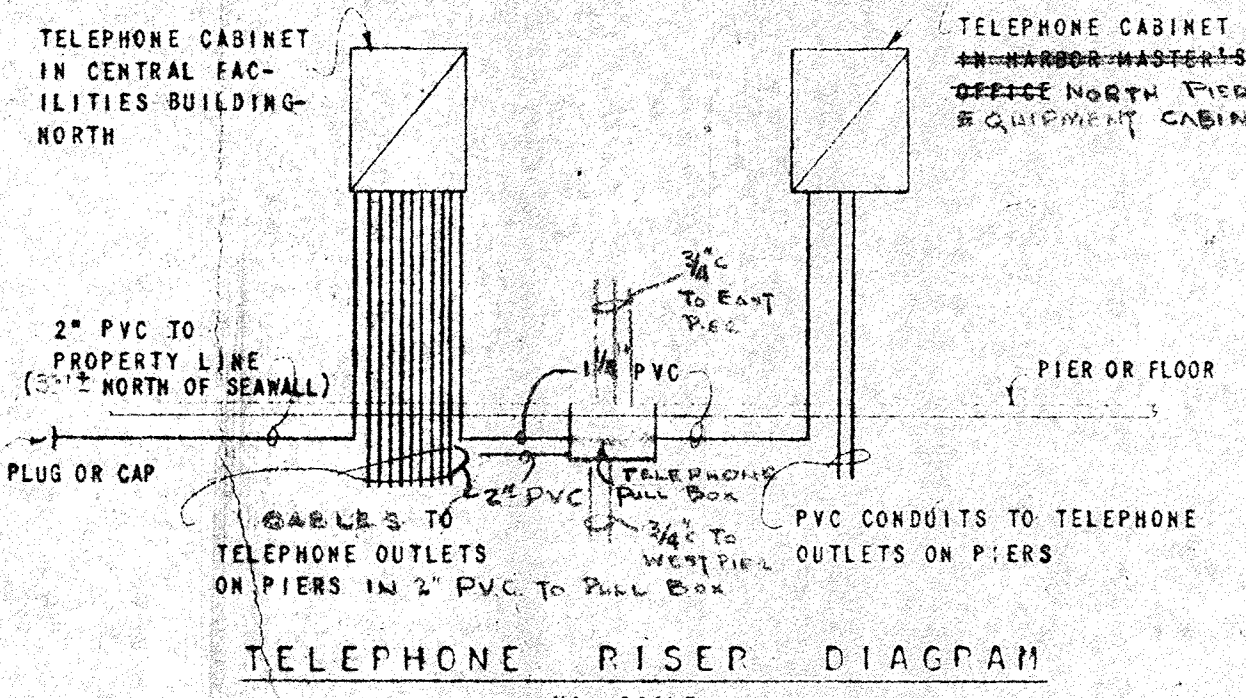 TELEPHONE CABINET
IN CENTRAL FAC-
ILITIES BUILDING-
NORTH
TELEPHONE CABINET
IN HARBOR MASTER'S
OFFICE NORTH PIER
EQUIPMENT CABIN
3/4" C
TO EAST
PIER
2" PVC TO
PROPERTY LINE
NORTH OF SEAWALL)
PVC
PIER OR FLOOR
PLUG OR CAP
2" PVC
TELEPHONE
PULL BOX
CABLES TO
TELEPHONE OUTLETS
ON PIERS IN 2" PVC TO PULL BOX
3/4" C TO
WEST PIER
PVC CONDUITS TO TELEPHONE
OUTLETS ON PIERS
TELEPHONE RISER DIAGRAM